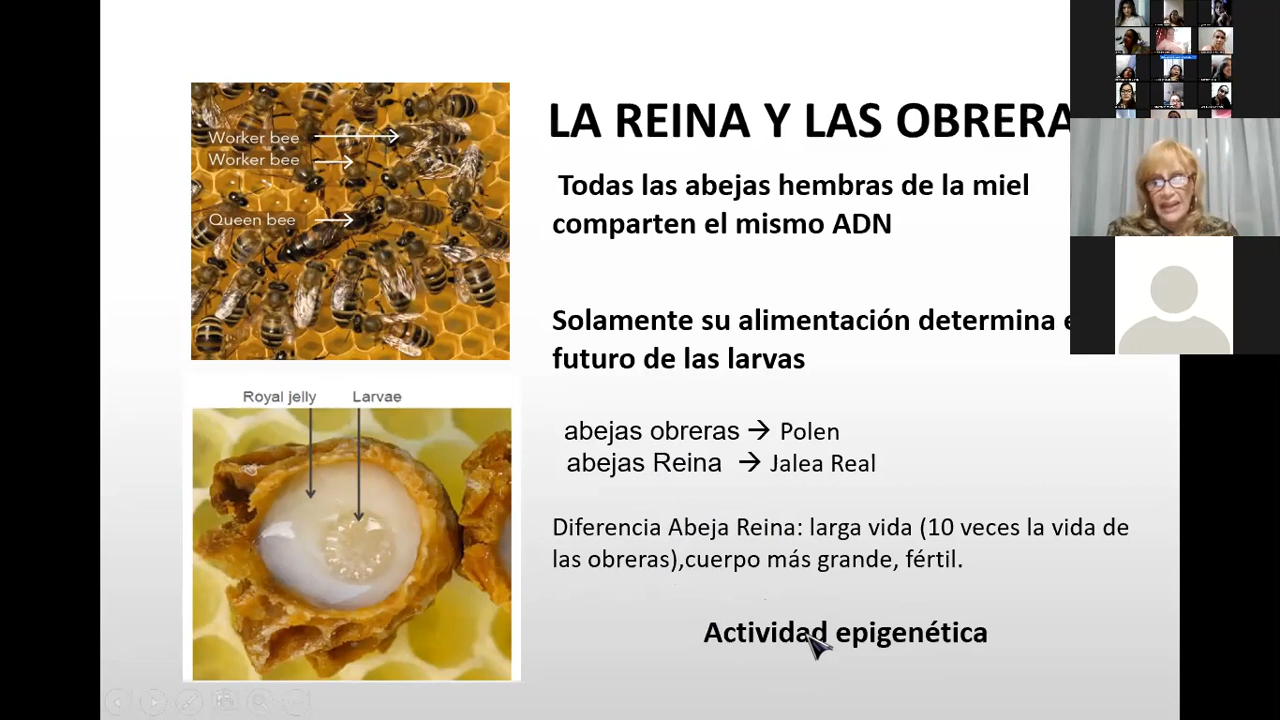 LA REINA Y LAS OBRERA
Todas las abejas hembras de la miel
comparten el mismo ADN
Solamente su alimentación determina e
futuro de las larvas
abejas obreras → Polen
abejas Reina → Jalea Real
Diferencia Abeja Reina: larga vida (10 veces la vida de
las obreras),cuerpo más grande, fértil.
Actividad epigenética
Worker bee
Worker bee
Queen bee
Royal jelly
Larvae